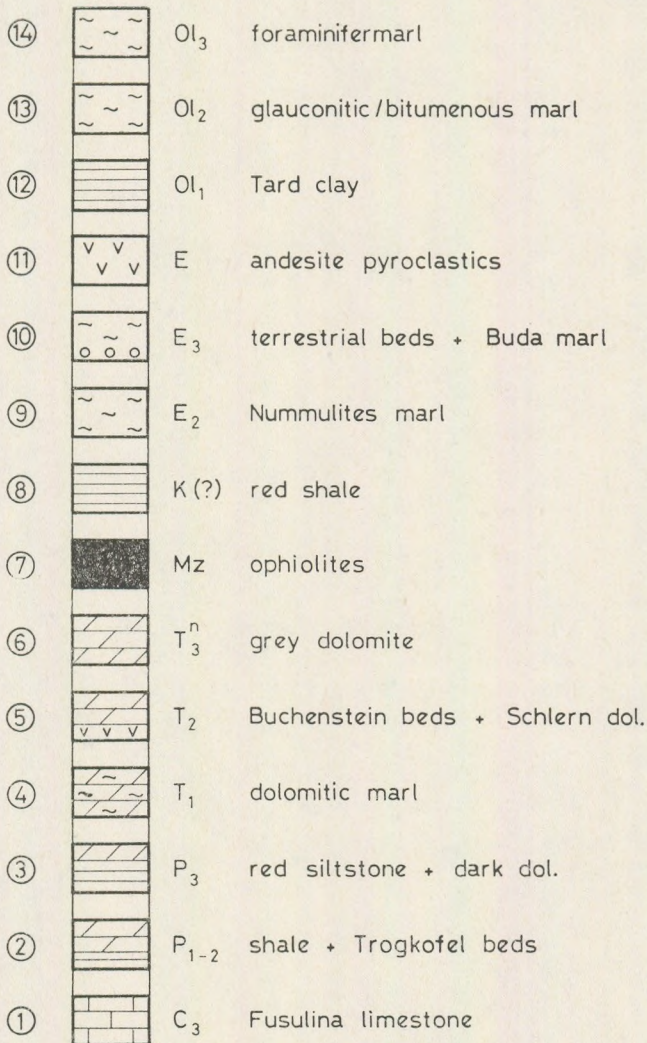 ⑭ Ol₃ foraminifermarl
⑬ Ol₂ glauconitic/bitumenous marl
⑫ Ol₁ Tard clay
⑪ E andesite pyroclastics
⑩ E₃ terrestrial beds + Buda marl
⑨ E₂ Nummulites marl
⑧ K(?) red shale
⑦ Mz ophiolites
⑥ T₃ⁿ grey dolomite
⑤ T₂ Buchenstein beds + Schlern dol.
④ T₁ dolomitic marl
③ P₃ red siltstone + dark dol.
② P₁₋₂ shale + Trogkofel beds
① C₃ Fusulina limestone